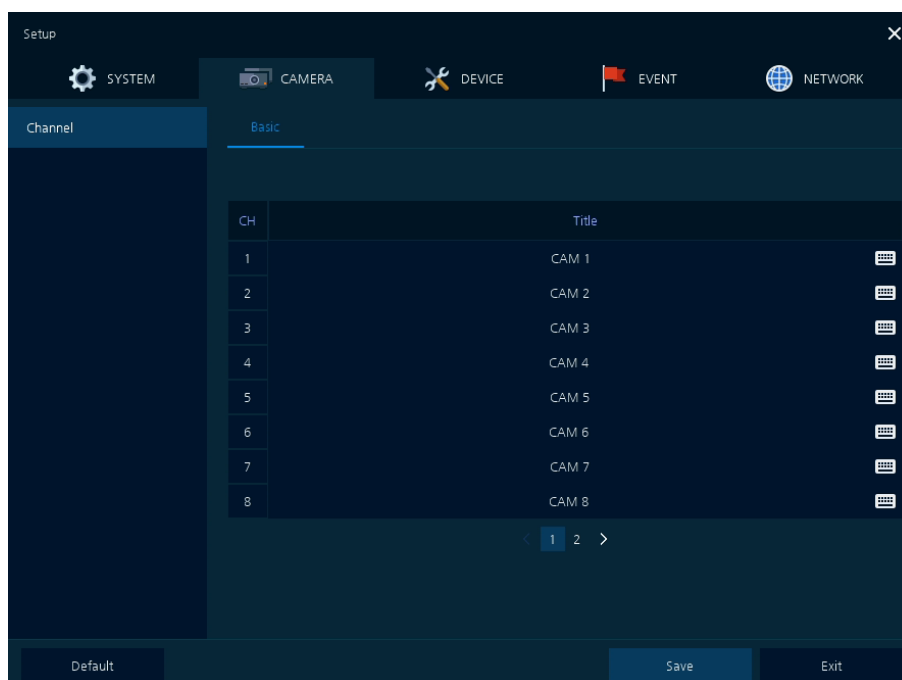 Setup
SYSTEM CAMERA DEVICE EVENT NETWORK
Channel
Basic
CH Title
1 CAM 1
2 CAM 2
3 CAM 3
4 CAM 4
5 CAM 5
6 CAM 6
7 CAM 7
8 CAM 8
1 2
Default Save Exit